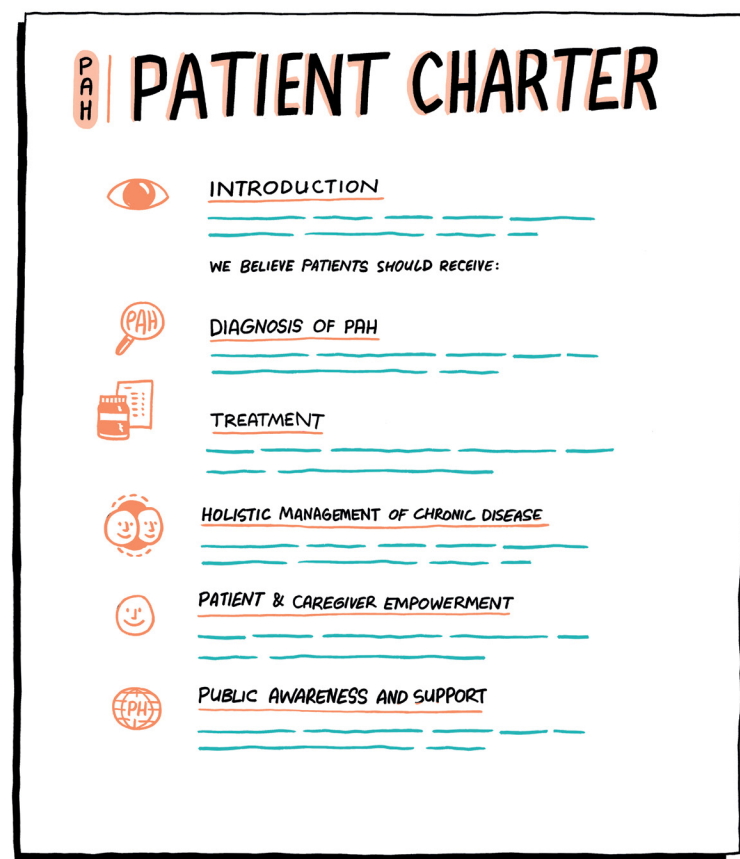 PAH
PATIENT CHARTER
INTRODUCTION
WE BELIEVE PATIENTS SHOULD RECEIVE:
PAH
DIAGNOSIS OF PAH
TREATMENT
HOLISTIC MANAGEMENT OF CHRONIC DISEASE
PATIENT & CAREGIVER EMPOWERMENT
PH
PUBLIC AWARENESS AND SUPPORT